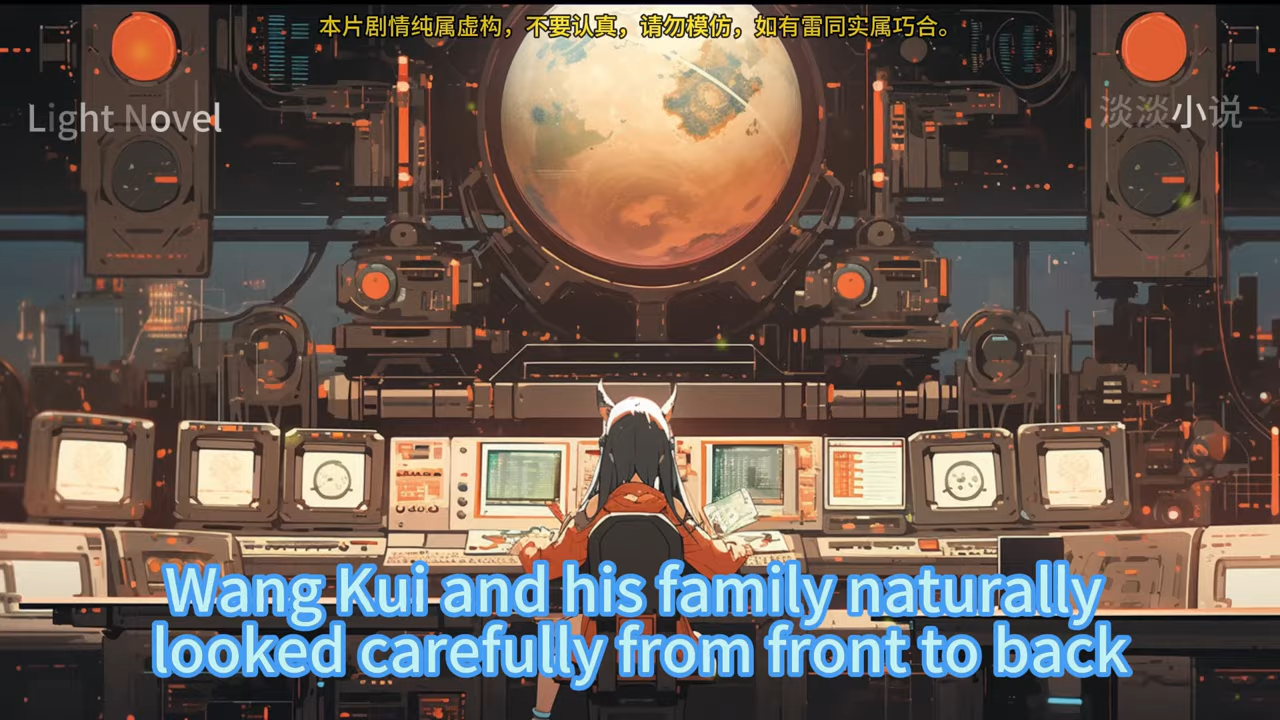 本片剧情纯属虚构，不要认真，请勿模仿，如有雷同实属巧合。
Light Novel
淡淡小说
Wang Kui and his family naturally
looked carefully from front to back